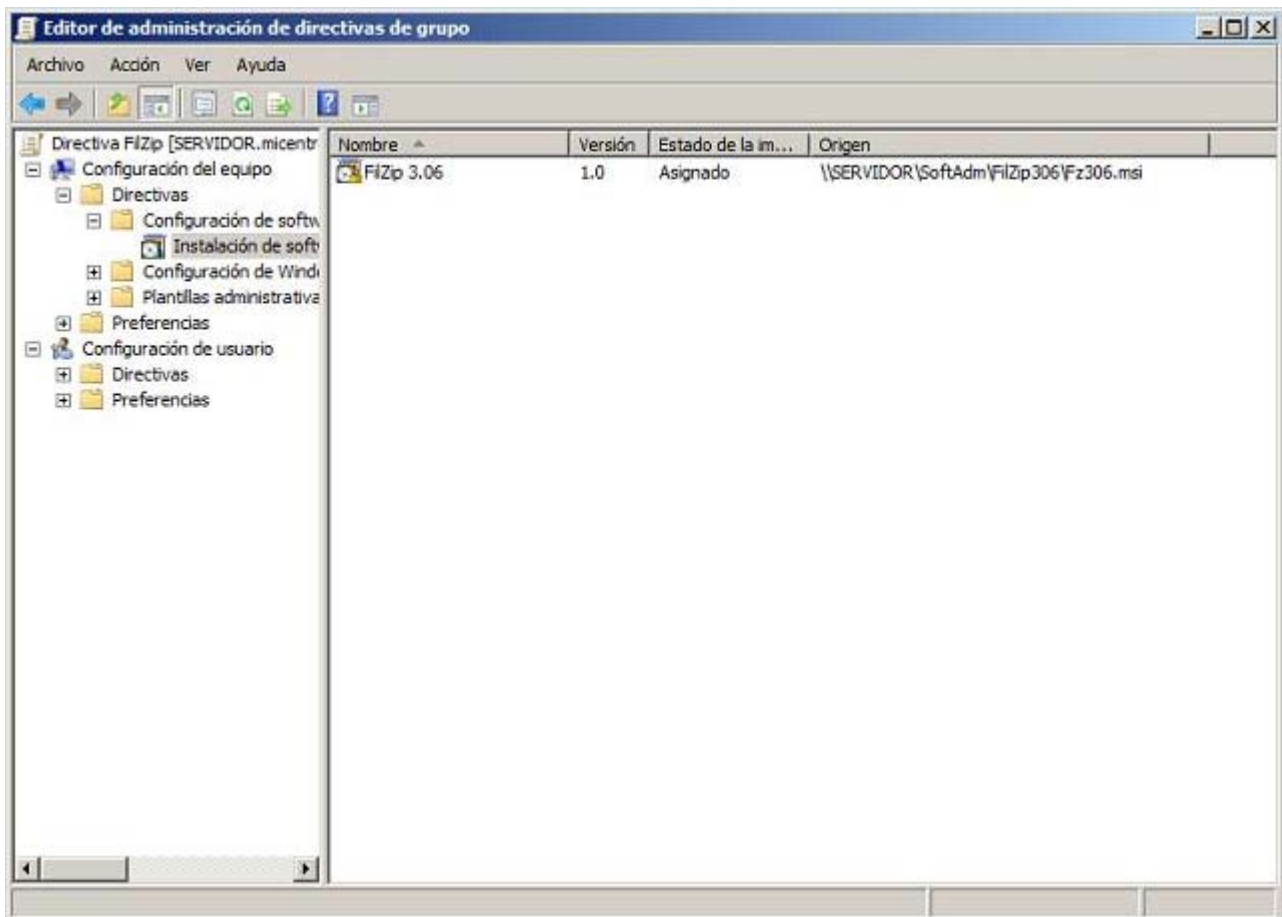 Editor de administración de directivas de grupo
Archivo Acción Ver Ayuda
Directiva FilZip [SERVIDOR.micentr
Configuración del equipo
Directivas
Configuración de softw
Instalación de softw
Configuración de Wind
Plantillas administrativa
Preferencias
Configuración de usuario
Directivas
Preferencias
Nombre Versión Estado de la im... Origen
FilZip 3.06 1.0 Asignado \\SERVIDOR\SoftAdm\FilZip306\Fz306.msi